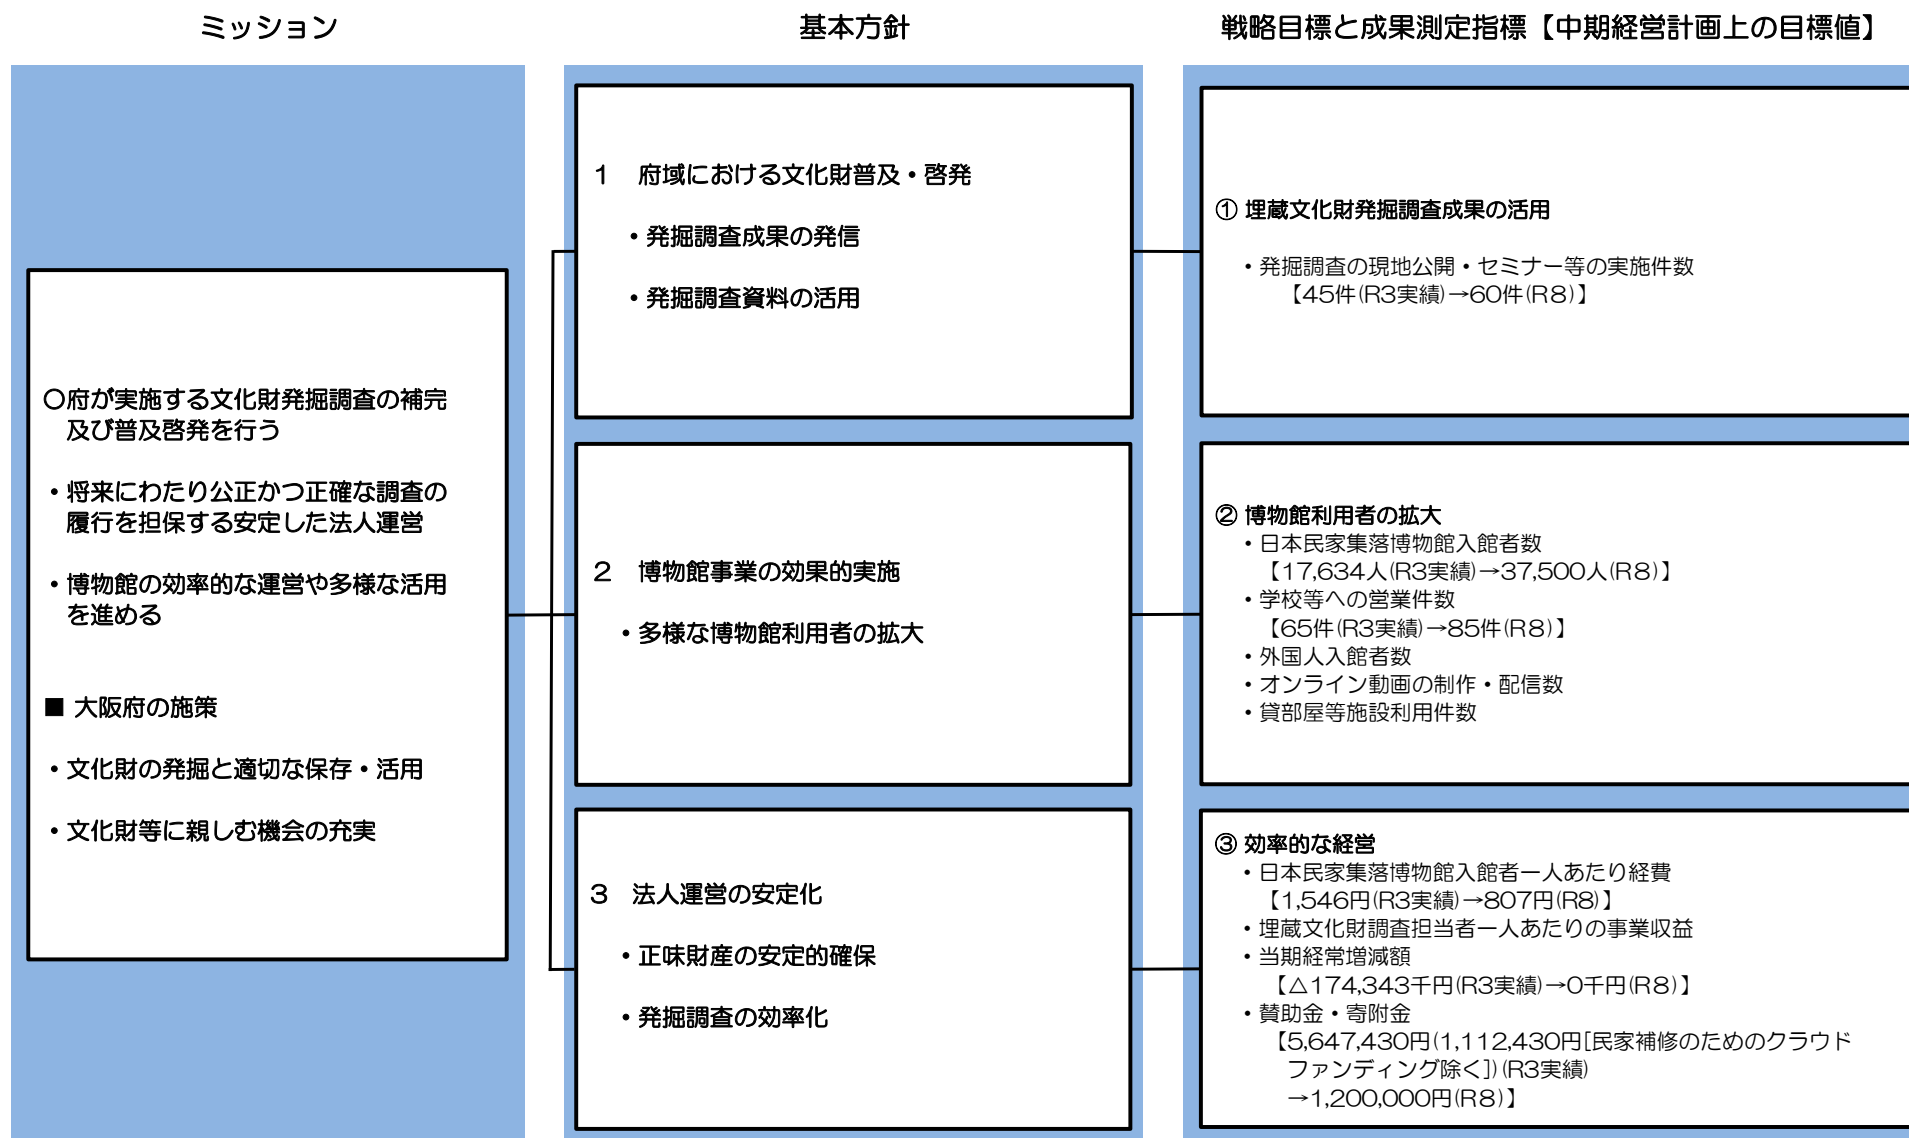 ミッション
〇府が実施する文化財発掘調査の補完
及び普及啓発を行う
・将来にわたり公正かつ正確な調査の
履行を担保する安定した法人運営
・博物館の効率的な運営や多様な活用
を進める
■ 大阪府の施策
・文化財の発掘と適切な保存・活用
・文化財等に親しむ機会の充実
基本方針
1 府域における文化財普及・啓発
・発掘調査成果の発信
・発掘調査資料の活用
2 博物館事業の効果的実施
・多様な博物館利用者の拡大
3 法人運営の安定化
・正味財産の安定的確保
・発掘調査の効率化
戦略目標と成果測定指標【中期経営計画上の目標値】
① 埋蔵文化財発掘調査成果の活用
・発掘調査の現地公開・セミナー等の実施件数
【45件(R3実績)→60件(R8)】
② 博物館利用者の拡大
・日本民家集落博物館入館者数
【17,634人(R3実績)→37,500人(R8)】
・学校等への営業件数
【65件(R3実績)→85件(R8)】
・外国人入館者数
・オンライン動画の制作・配信数
・貸部屋等施設利用件数
③ 効率的な経営
・日本民家集落博物館入館者一人あたり経費
【1,546円(R3実績)→807円(R8)】
・埋蔵文化財調査担当者一人あたりの事業収益
・当期経常増減額
【△174,343千円(R3実績)→0千円(R8)】
・賛助金・寄附金
【5,647,430円(1,112,430円[民家補修のためのクラウド
ファンディング除く])(R3実績)
→1,200,000円(R8)】